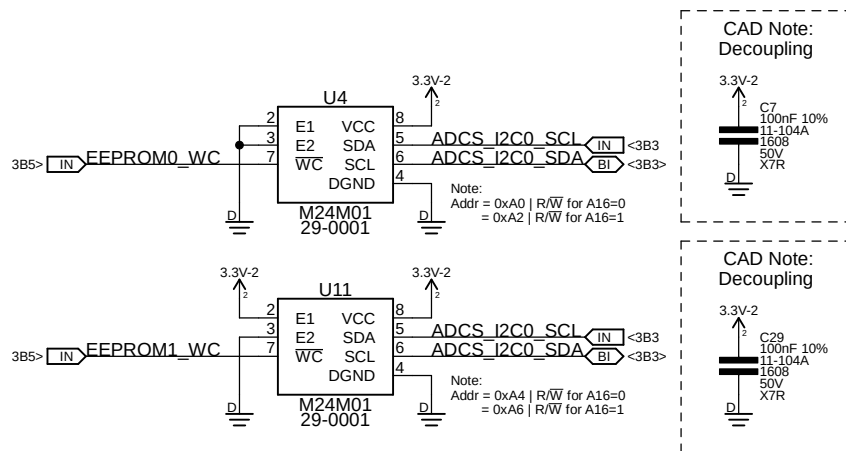 CAD Note:
Decoupling
3.3V-2
2
U4
3.3V-2
2
C7
100nF 10%
11-104A
1608
50V
X7R
D
2 E1 VCC 8
3 E2 SDA 5 ADCS_I2C0_SCL IN <3B3
3B5> IN EEPROM0_WC 7 WC SCL 6 ADCS_I2C0_SDA BI <3B3>
DGND 4
D
D
Note:
Addr = 0xA0 | R/W for A16=0
= 0xA2 | R/W for A16=1
M24M01
29-0001
CAD Note:
Decoupling
3.3V-2
2
3.3V-2
2
U11
3.3V-2
2
C29
100nF 10%
11-104A
1608
50V
X7R
D
2 E1 VCC 8
3 E2 SDA 5 ADCS_I2C0_SCL IN <3B3
3B5> IN EEPROM1_WC 7 WC SCL 6 ADCS_I2C0_SDA BI <3B3>
DGND 4
D
D
Note:
Addr = 0xA4 | R/W for A16=0
= 0xA6 | R/W for A16=1
M24M01
29-0001